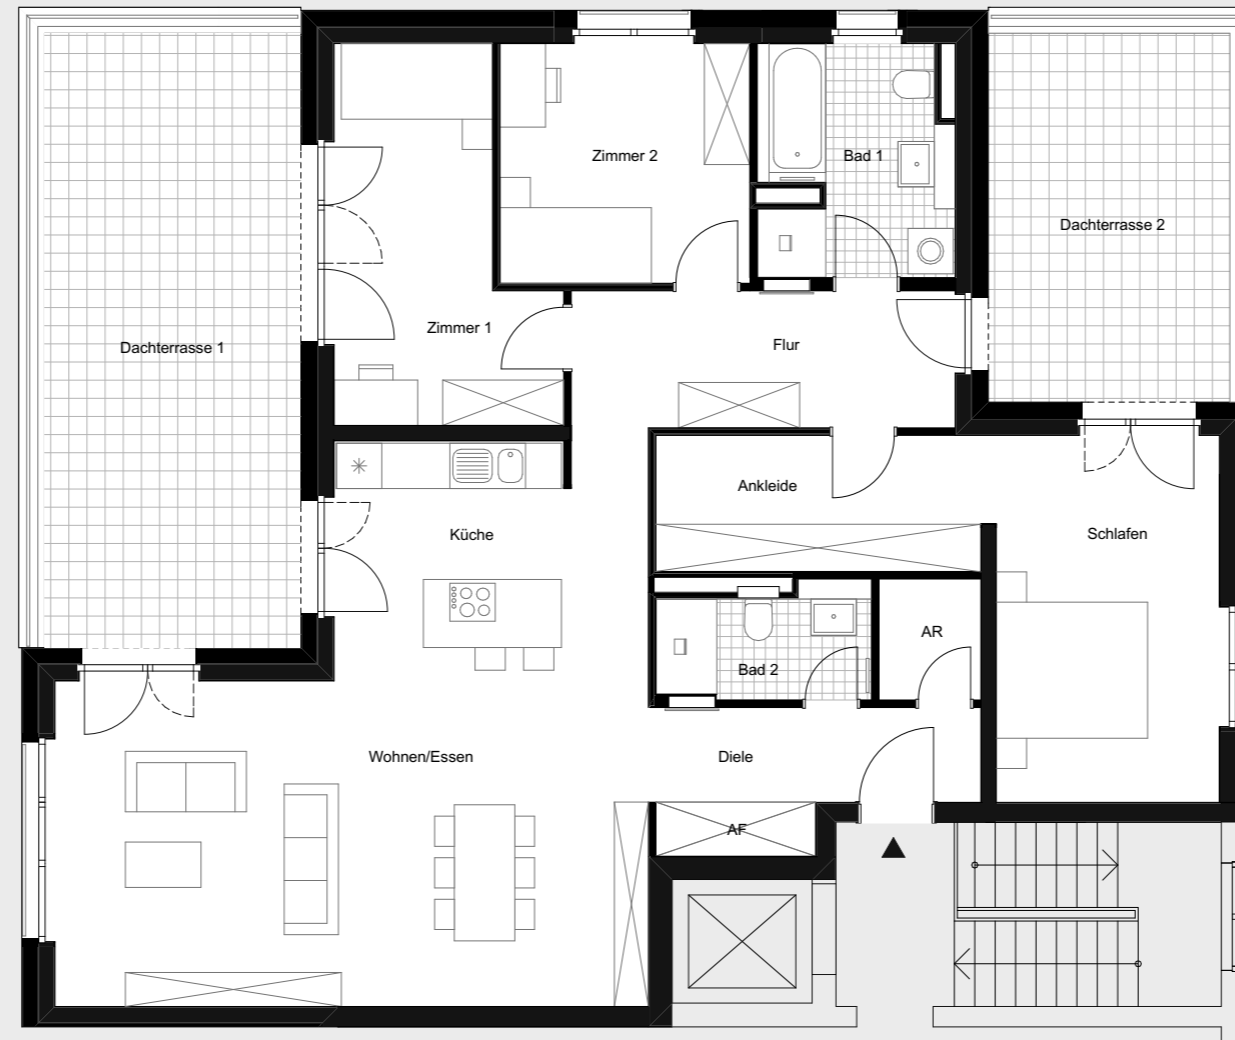 Zimmer 2
Bad 1
Dachterrasse 2
Zimmer 1
Flur
Dachterrasse 1
Ankleide
Küche
Schlafen
AR
Bad 2
Wohnen/Essen
Diele
AF